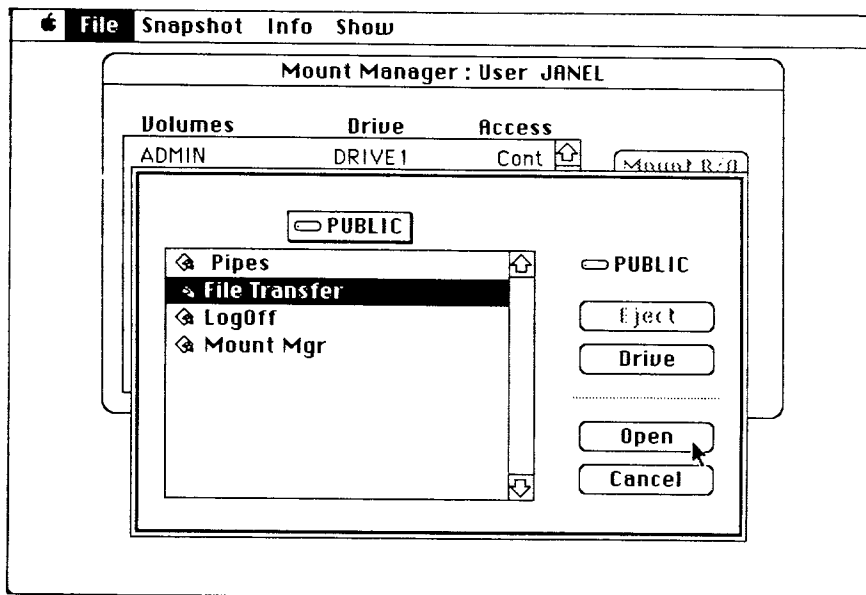 File Snapshot Info Show
Mount Manager : User JANEL
Volumes Drive Access
ADMIN DRIVE1 Cont
Mount R/
PUBLIC
Pipes
File Transfer
LogOff
Mount Mgr
PUBLIC
Eject
Drive
Open
Cancel